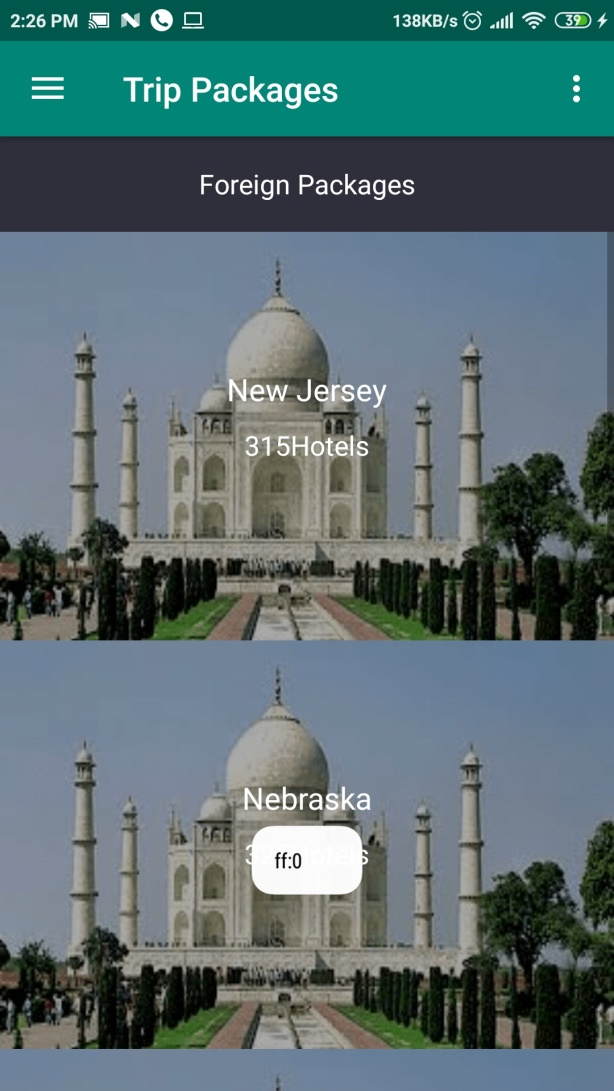 2:26 PM 138KB/s 39
Trip Packages
Foreign Packages
New Jersey
315Hotels
Nebraska
ff:0